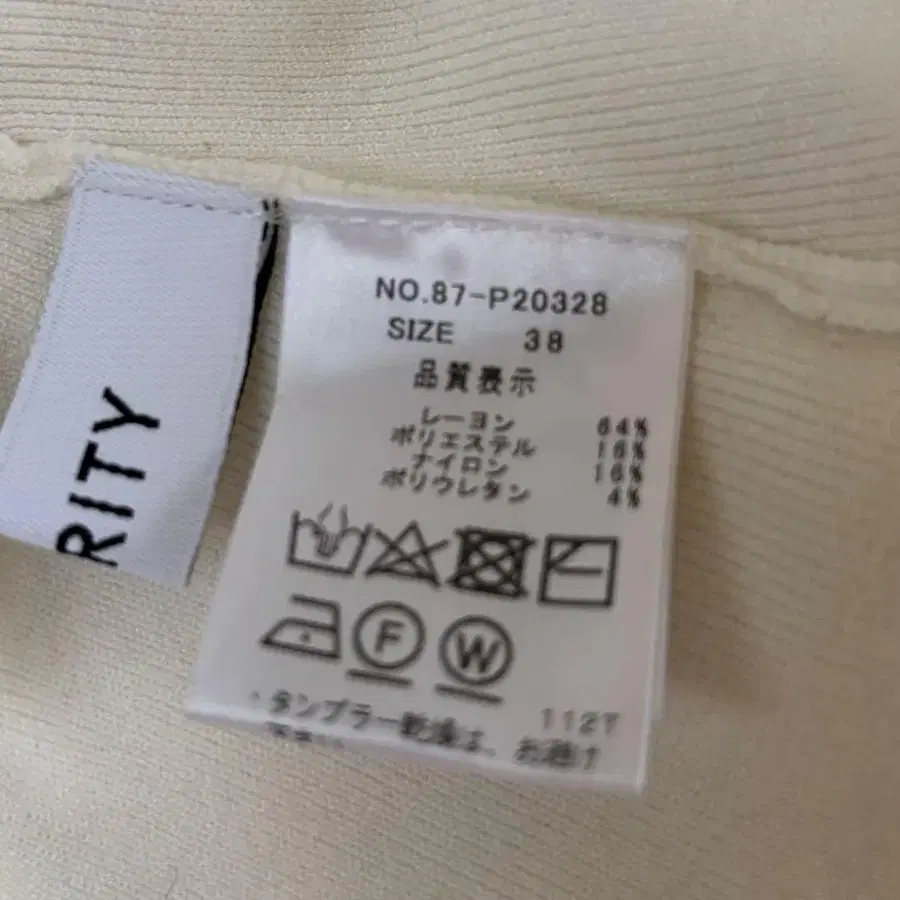 RITY
NO.87-P20328
SIZE 38
品質表示
レーヨン 64%
ポリエステル 16%
ナイロン 16%
ポリウレタン 4%
F W
1127
・タンブラー乾燥は、お避け